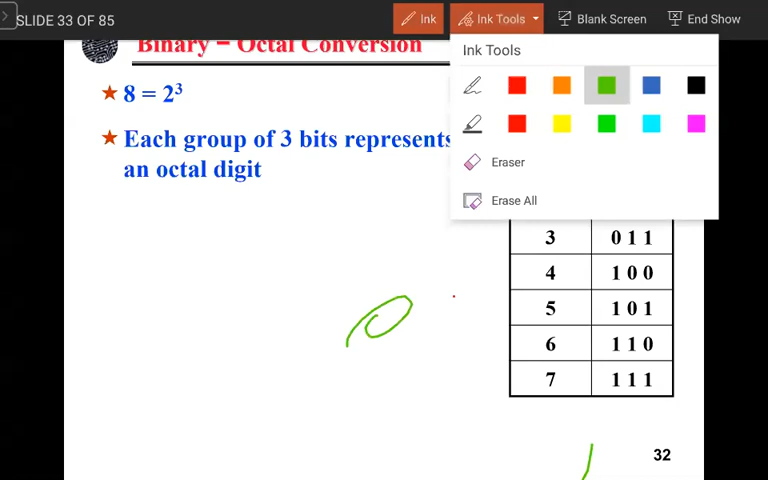 SLIDE 33 OF 85
Ink
Ink Tools
Blank Screen
End Show
Binary – Octal Conversion
Ink Tools
8 = 2³
Each group of 3 bits represents
an octal digit
Eraser
Erase All
3 0 1 1
4 1 0 0
5 1 0 1
6 1 1 0
7 1 1 1
32